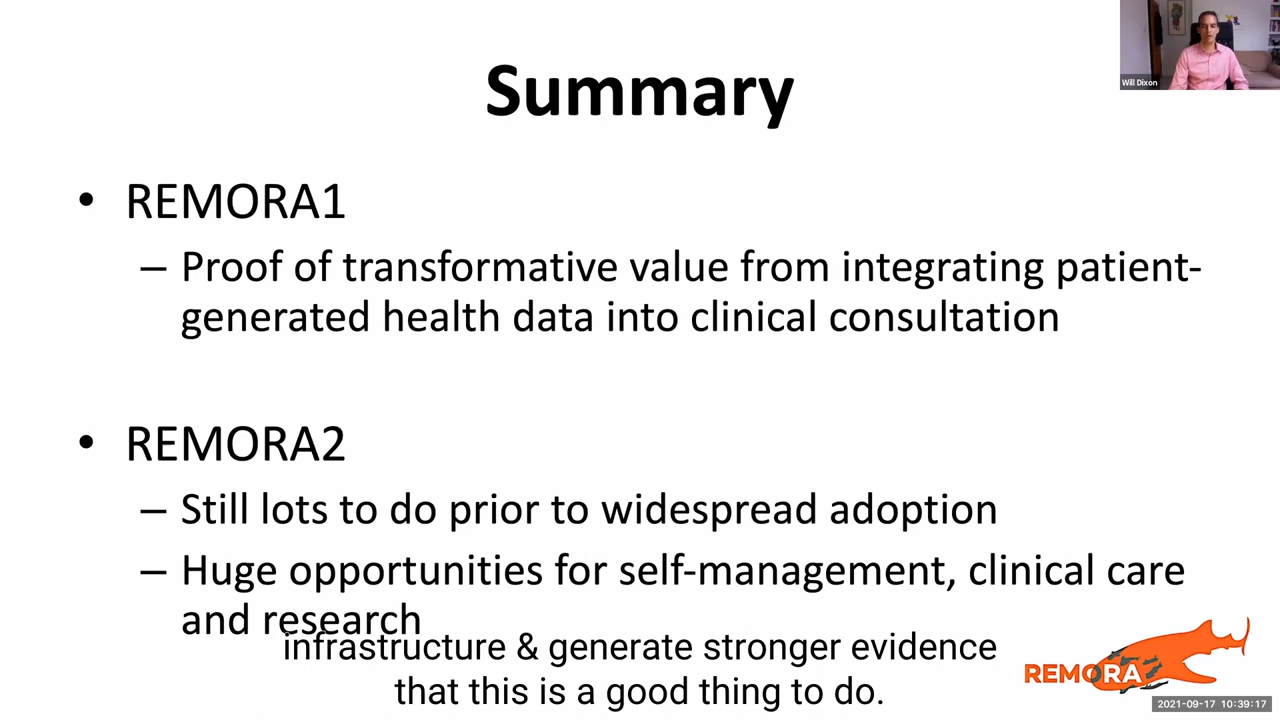 Will Dixon
Summary
• REMORA1
– Proof of transformative value from integrating patient-
generated health data into clinical consultation
• REMORA2
– Still lots to do prior to widespread adoption
– Huge opportunities for self-management, clinical care
and research
infrastructure & generate stronger evidence
that this is a good thing to do.
REMORA
2021-09-17 10:39:17